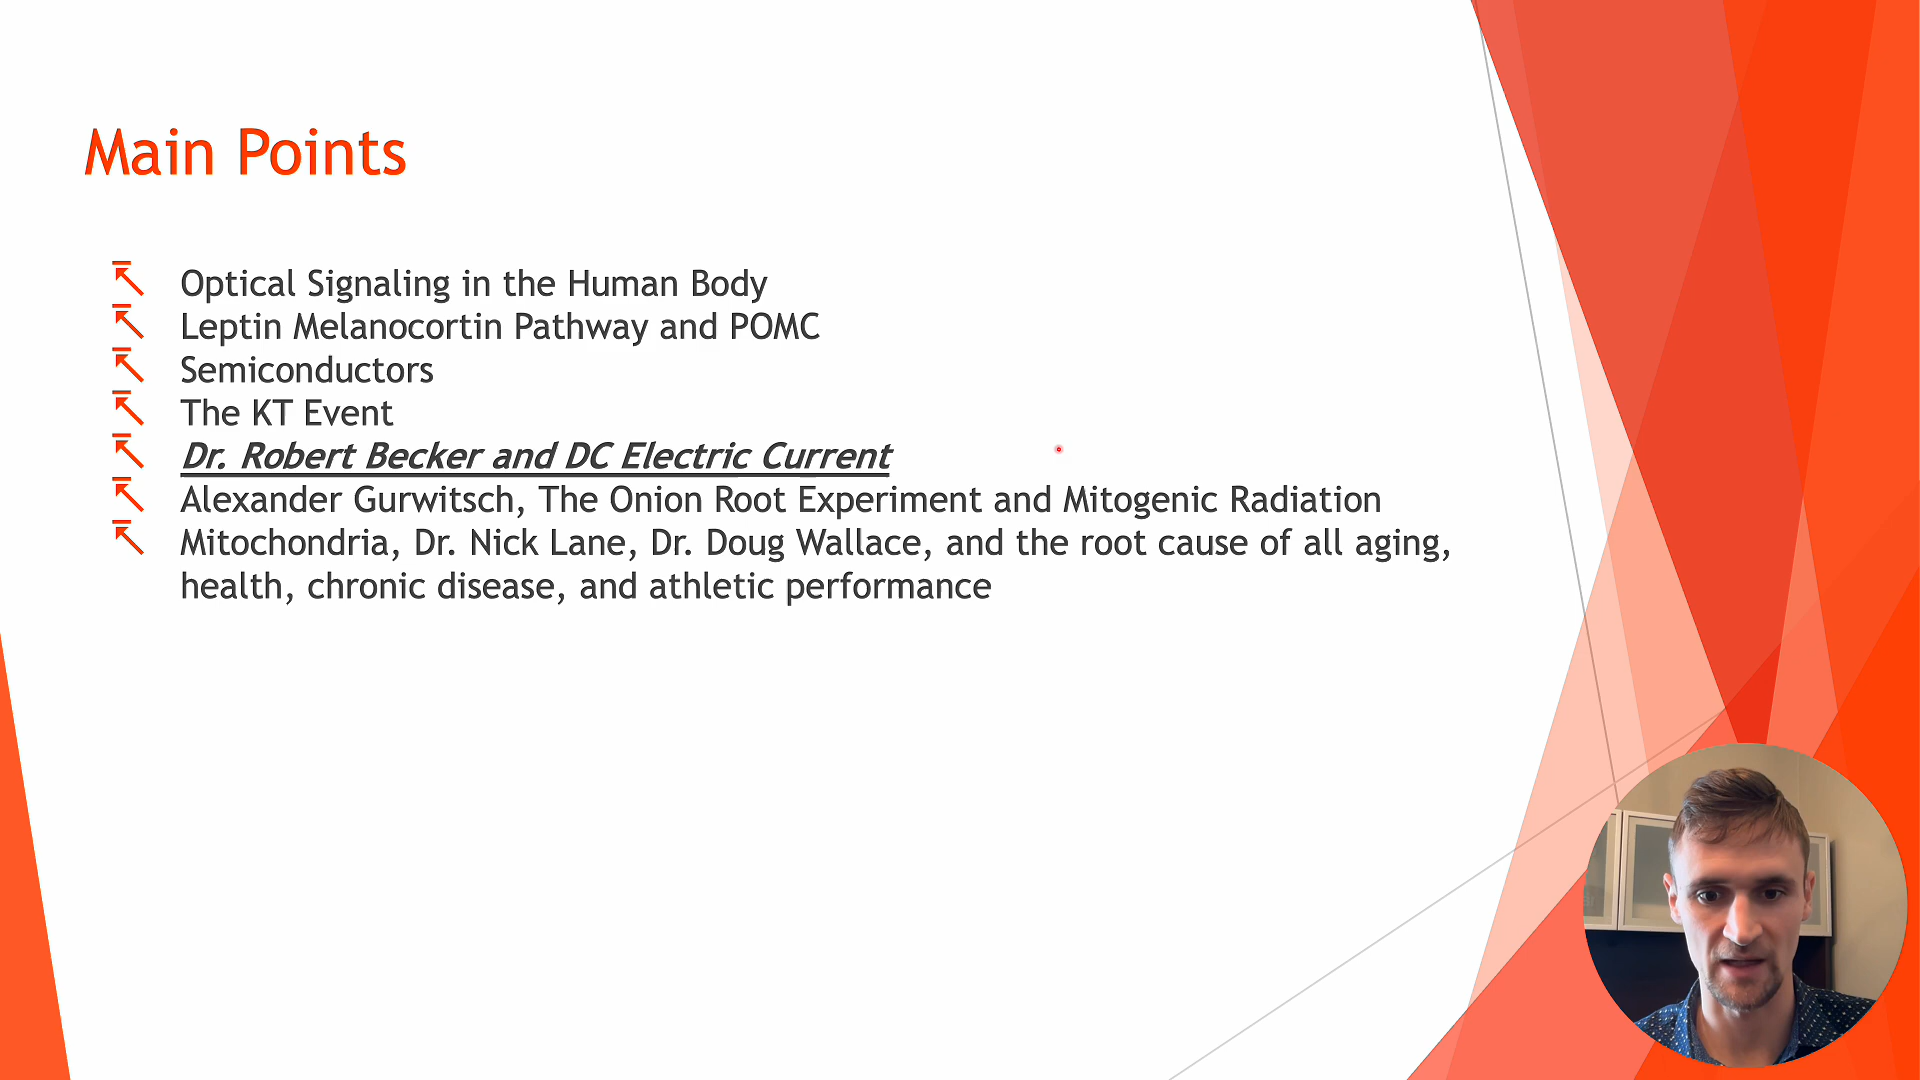 Main Points
Optical Signaling in the Human Body
Leptin Melanocortin Pathway and POMC
Semiconductors
The KT Event
Dr. Robert Becker and DC Electric Current
Alexander Gurwitsch, The Onion Root Experiment and Mitogenic Radiation
Mitochondria, Dr. Nick Lane, Dr. Doug Wallace, and the root cause of all aging,
health, chronic disease, and athletic performance